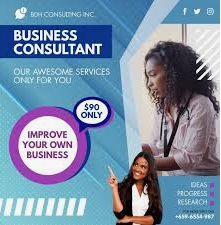 BDH CONSULTING INC.
BUSINESS
CONSULTANT
OUR AWESOME SERVICES
ONLY FOR YOU
$90
ONLY
IMPROVE
YOUR OWN
BUSINESS
IDEAS
PROGRESS
RESEARCH
+659-6554-987